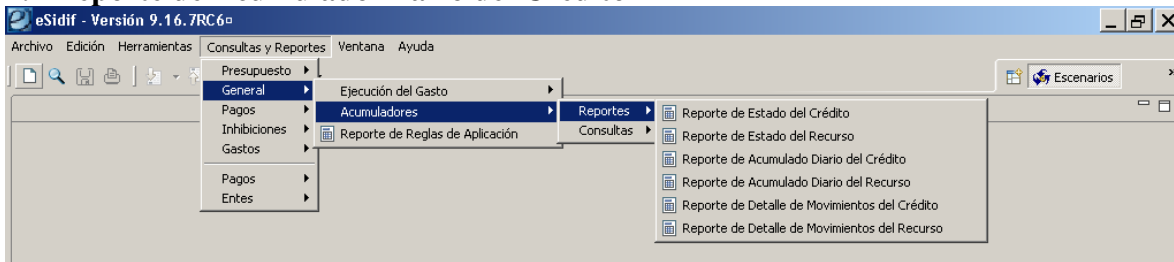 eSidif - Versión 9.16.7RC6¤
Archivo Edición Herramientas Consultas y Reportes Ventana Ayuda
Presupuesto
General
Pagos
Inhibiciones
Gastos
Pagos
Entes
Ejecución del Gasto
Acumuladores
Reporte de Reglas de Aplicación
Reportes
Consultas
Reporte de Estado del Crédito
Reporte de Estado del Recurso
Reporte de Acumulado Diario del Crédito
Reporte de Acumulado Diario del Recurso
Reporte de Detalle de Movimientos del Crédito
Reporte de Detalle de Movimientos del Recurso
Escenarios